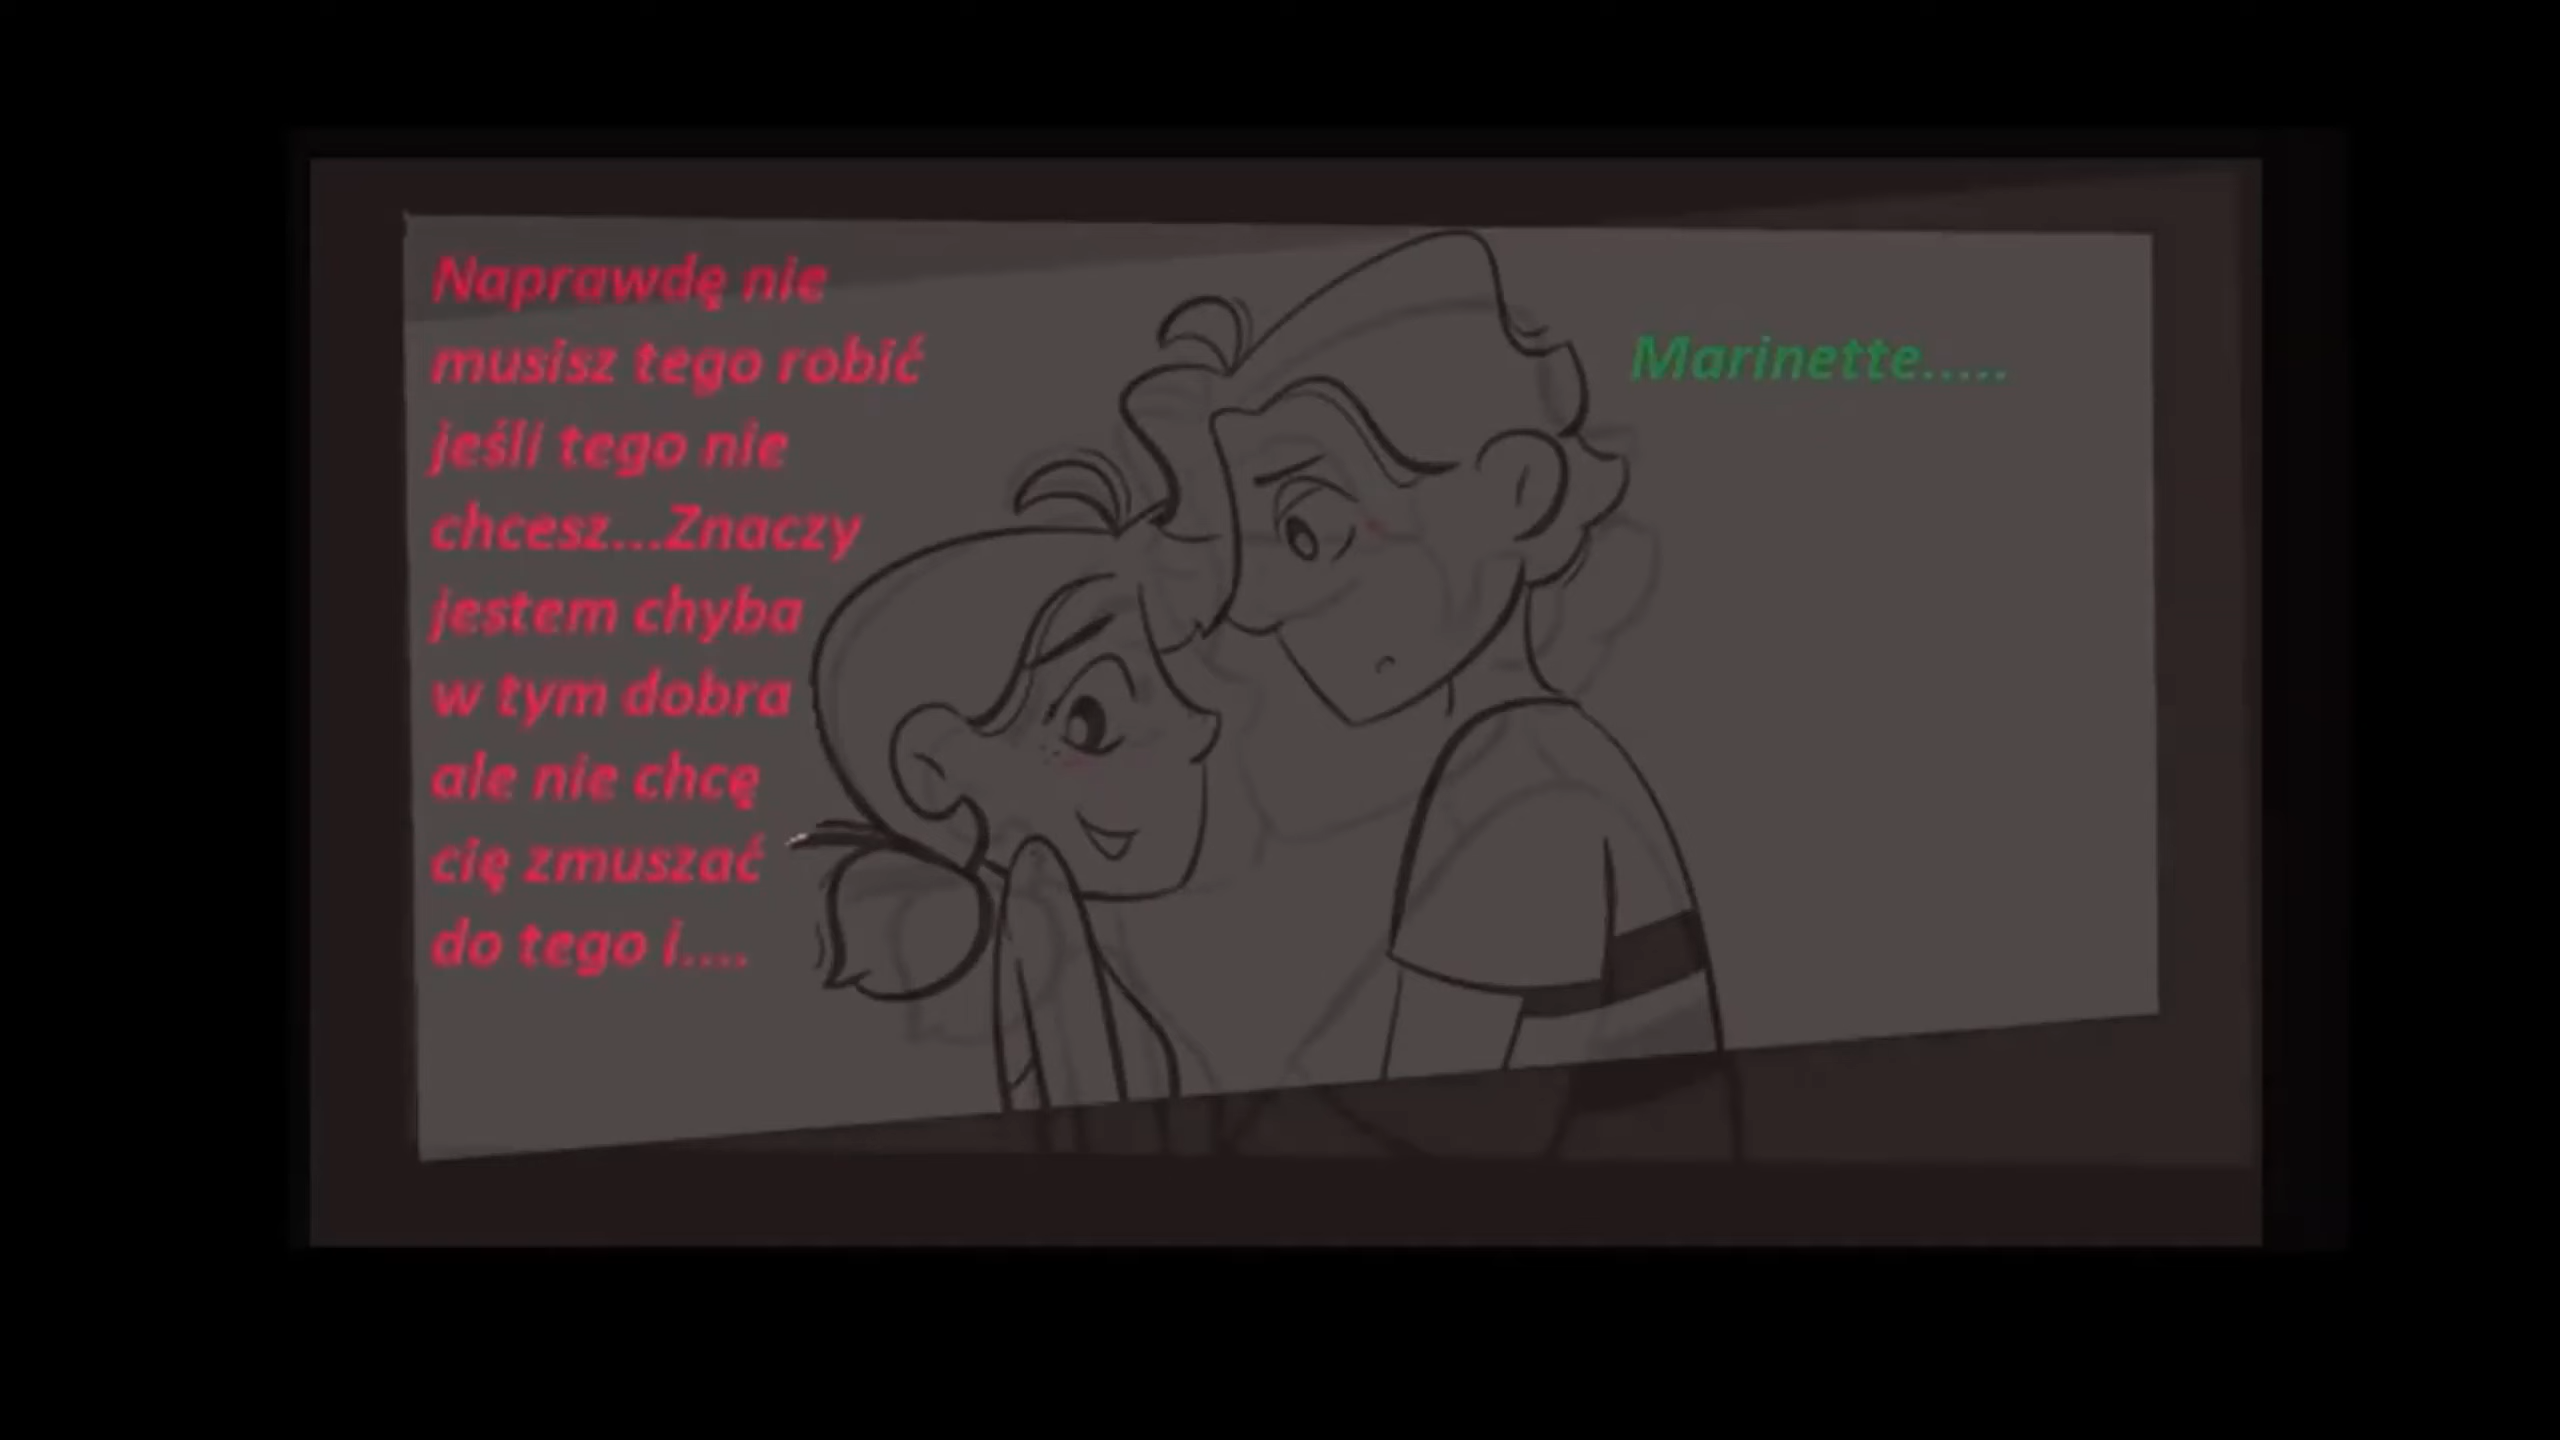 Naprawdę nie
musisz tego robić
jeśli tego nie
chcesz...Znaczy
jestem chyba
w tym dobra
ale nie chcę
cię zmuszać
do tego i....
Marinette.....